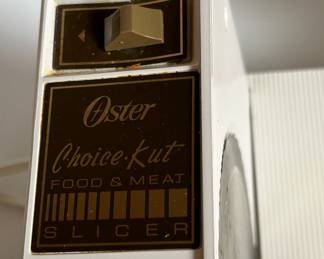 Oster
Choice-Kut
FOOD & MEAT
SLICER